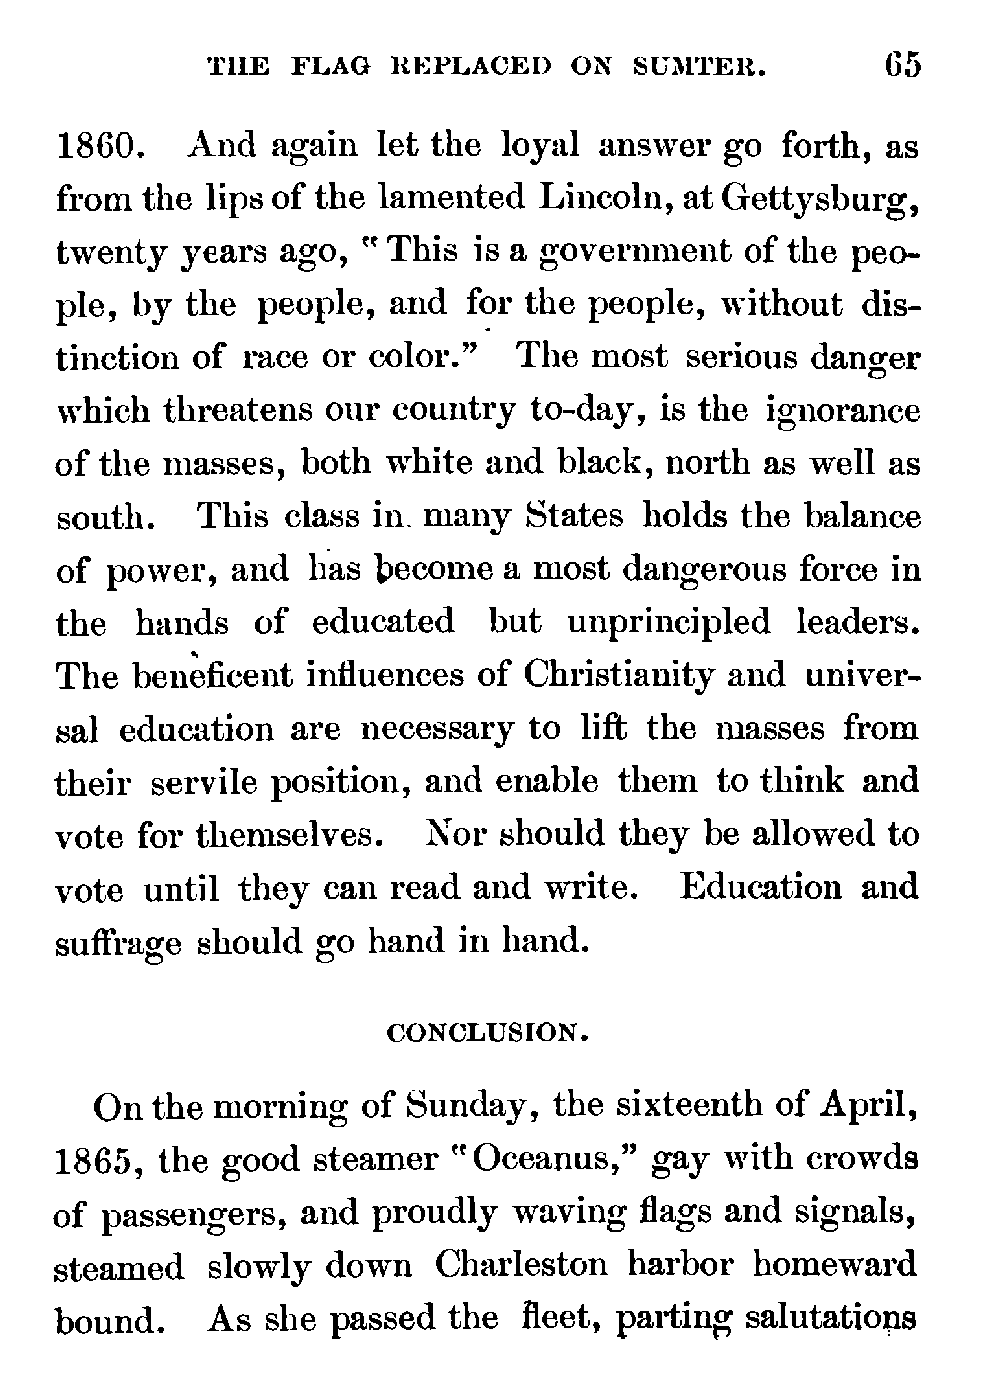 THE FLAG REPLACED ON SUMTER. 65
1860. And again let the loyal answer go forth, as
from the lips of the lamented Lincoln, at Gettysburg,
twenty years ago, "This is a government of the peo-
ple, by the people, and for the people, without dis-
tinction of race or color." The most serious danger
which threatens our country to-day, is the ignorance
of the masses, both white and black, north as well as
south. This class in many States holds the balance
of power, and has become a most dangerous force in
the hands of educated but unprincipled leaders.
The beneficent influences of Christianity and univer-
sal education are necessary to lift the masses from
their servile position, and enable them to think and
vote for themselves. Nor should they be allowed to
vote until they can read and write. Education and
suffrage should go hand in hand.
CONCLUSION.
On the morning of Sunday, the sixteenth of April,
1865, the good steamer "Oceanus," gay with crowds
of passengers, and proudly waving flags and signals,
steamed slowly down Charleston harbor homeward
bound. As she passed the fleet, parting salutations